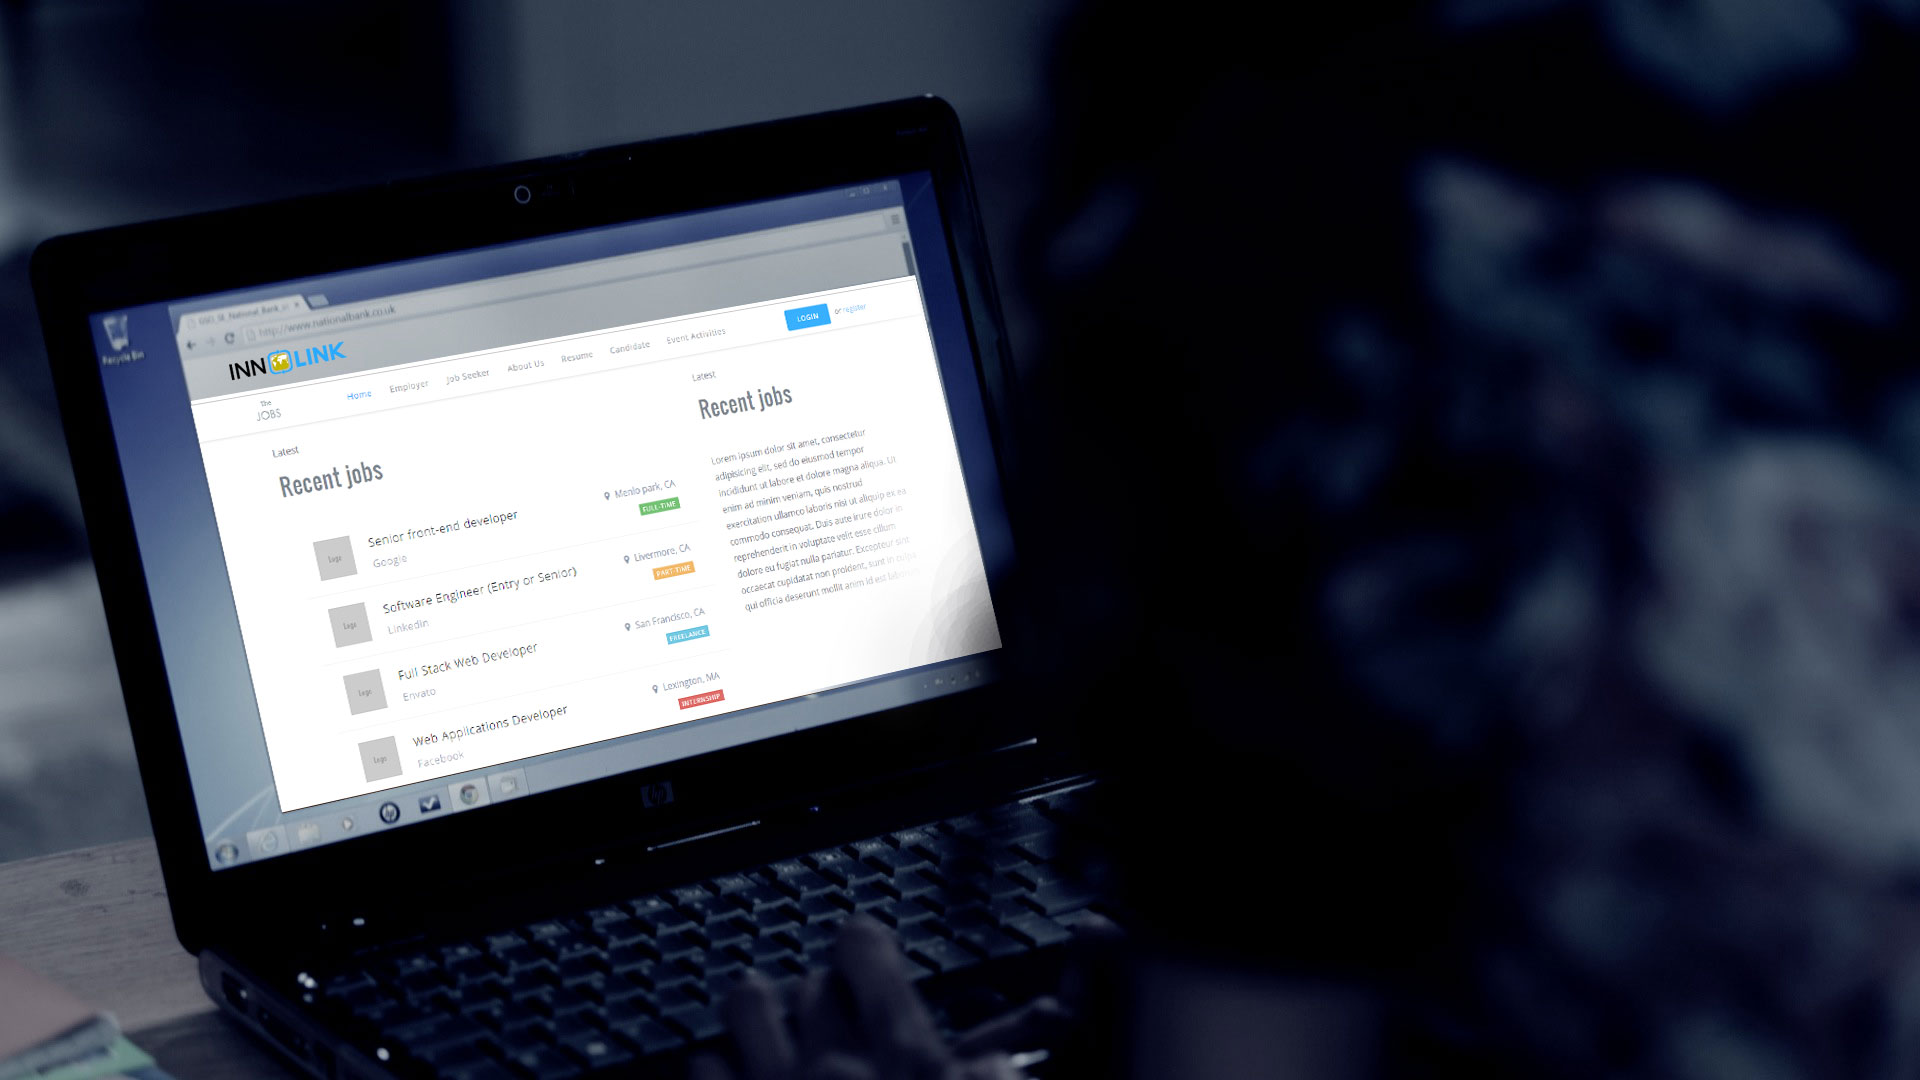 Recycle Bin
http://www.nationalbank.co.uk
INN LINK
The
JOBS
Home Employer Job Seeker About Us Resume Candidate Event Activities
LOGIN or register
Latest
Recent jobs
Logo
Senior front-end developer
Google
Menlo park, CA
FULL-TIME
Logo
Software Engineer (Entry or Senior)
LinkedIn
Livermore, CA
PART-TIME
Logo
Full Stack Web Developer
Envato
San Francisco, CA
FREELANCE
Logo
Web Applications Developer
Facebook
Lexington, MA
INTERNSHIP
Latest
Recent jobs
Lorem ipsum dolor sit amet, consectetur
adipisicing elit, sed do eiusmod tempor
incididunt ut labore et dolore magna aliqua. Ut
enim ad minim veniam, quis nostrud
exercitation ullamco laboris nisi ut aliquip ex ea
commodo consequat. Duis aute irure dolor in
reprehenderit in voluptate velit esse cillum
dolore eu fugiat nulla pariatur. Excepteur sint
occaecat cupidatat non proident, sunt in culpa
qui officia deserunt mollit anim id est laborum
hp